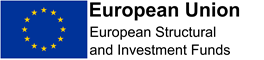 European Union
European Structural
and Investment Funds